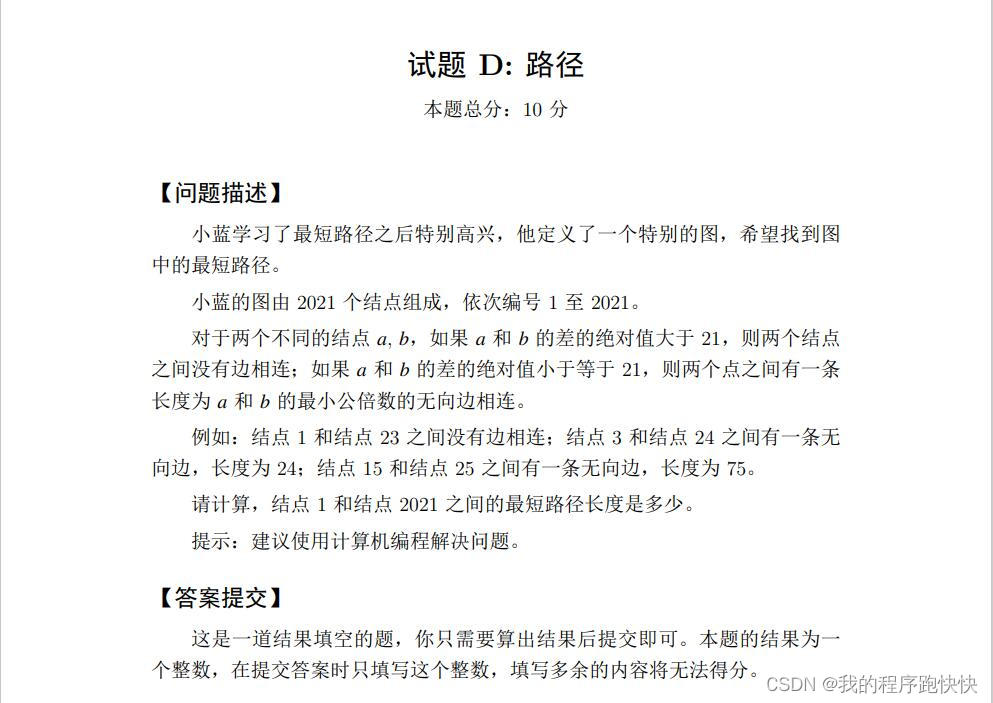 试题 D: 路径
本题总分：10 分
【问题描述】
小蓝学习了最短路径之后特别高兴，他定义了一个特别的图，希望找到图
中的最短路径。
小蓝的图由 2021 个结点组成，依次编号 1 至 2021。
对于两个不同的结点 a, b，如果 a 和 b 的差的绝对值大于 21，则两个结点
之间没有边相连；如果 a 和 b 的差的绝对值小于等于 21，则两个点之间有一条
长度为 a 和 b 的最小公倍数的无向边相连。
例如：结点 1 和结点 23 之间没有边相连；结点 3 和结点 24 之间有一条无
向边，长度为 24；结点 15 和结点 25 之间有一条无向边，长度为 75。
请计算，结点 1 和结点 2021 之间的最短路径长度是多少。
提示：建议使用计算机编程解决问题。
【答案提交】
这是一道结果填空的题，你只需要算出结果后提交即可。本题的结果为一
个整数，在提交答案时只填写这个整数，填写多余的内容将无法得分。
CSDN @我的程序跑快快